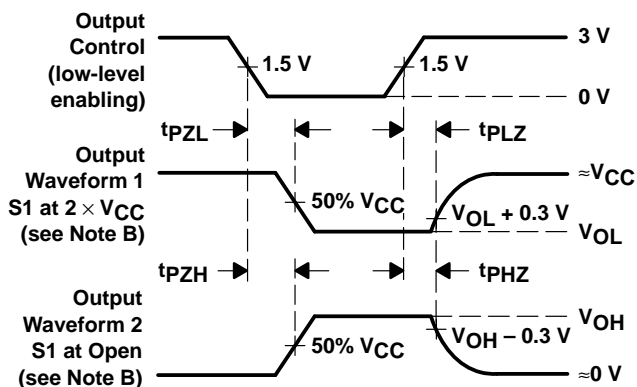 Output
Control
(low-level
enabling)
1.5 V
1.5 V
3 V
0 V
tPZL
tPLZ
Output
Waveform 1
S1 at 2 × VCC
(see Note B)
50% VCC
≈VCC
VOL + 0.3 V
VOL
tPZH
tPHZ
Output
Waveform 2
S1 at Open
(see Note B)
50% VCC
VOH
VOH – 0.3 V
≈0 V